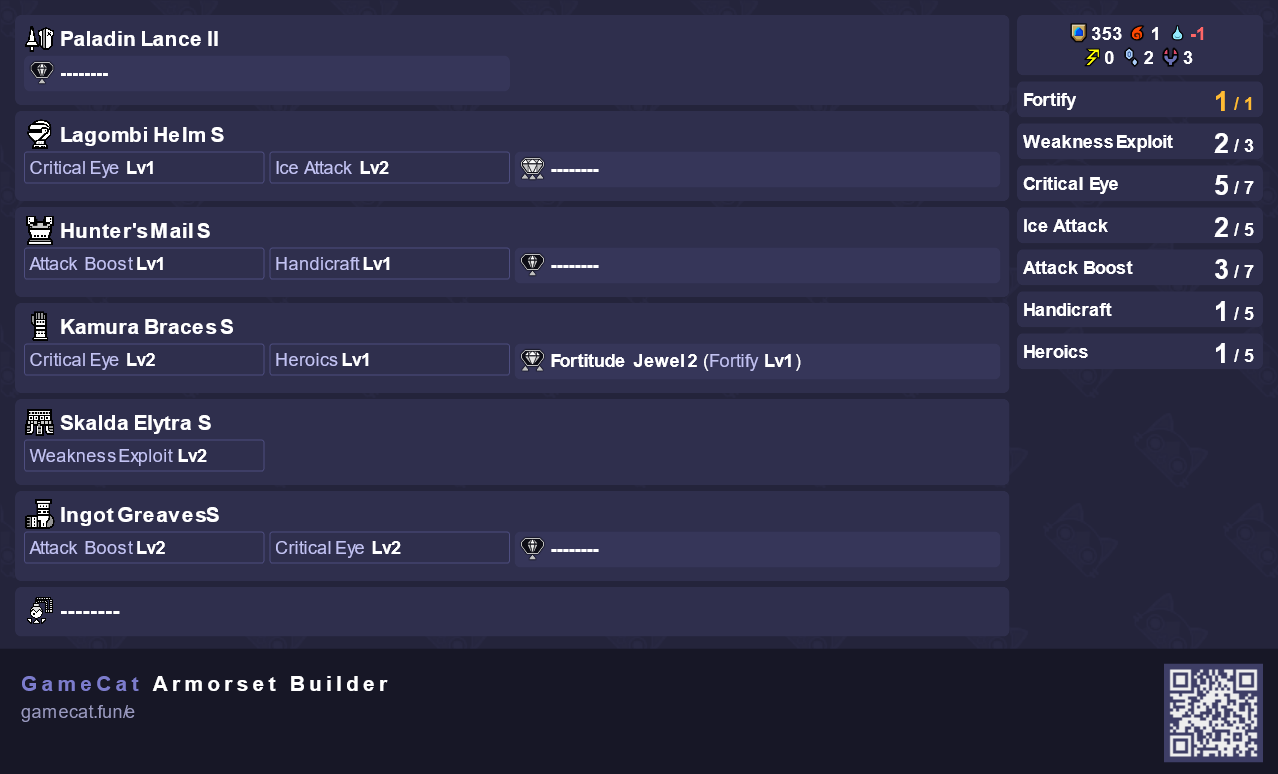 Paladin Lance II
--------
Lagombi Helm S
Critical Eye Lv1 Ice Attack Lv2 --------
Hunter's Mail S
Attack Boost Lv1 Handicraft Lv1 --------
Kamura Braces S
Critical Eye Lv2 Heroics Lv1 Fortitude Jewel 2 (Fortify Lv1)
Skalda Elytra S
Weakness Exploit Lv2
Ingot Greaves S
Attack Boost Lv2 Critical Eye Lv2 --------
--------
353 1 -1
0 2 3
Fortify 1 / 1
Weakness Exploit 2 / 3
Critical Eye 5 / 7
Ice Attack 2 / 5
Attack Boost 3 / 7
Handicraft 1 / 5
Heroics 1 / 5
GameCat Armorset Builder
gamecat.fun/e